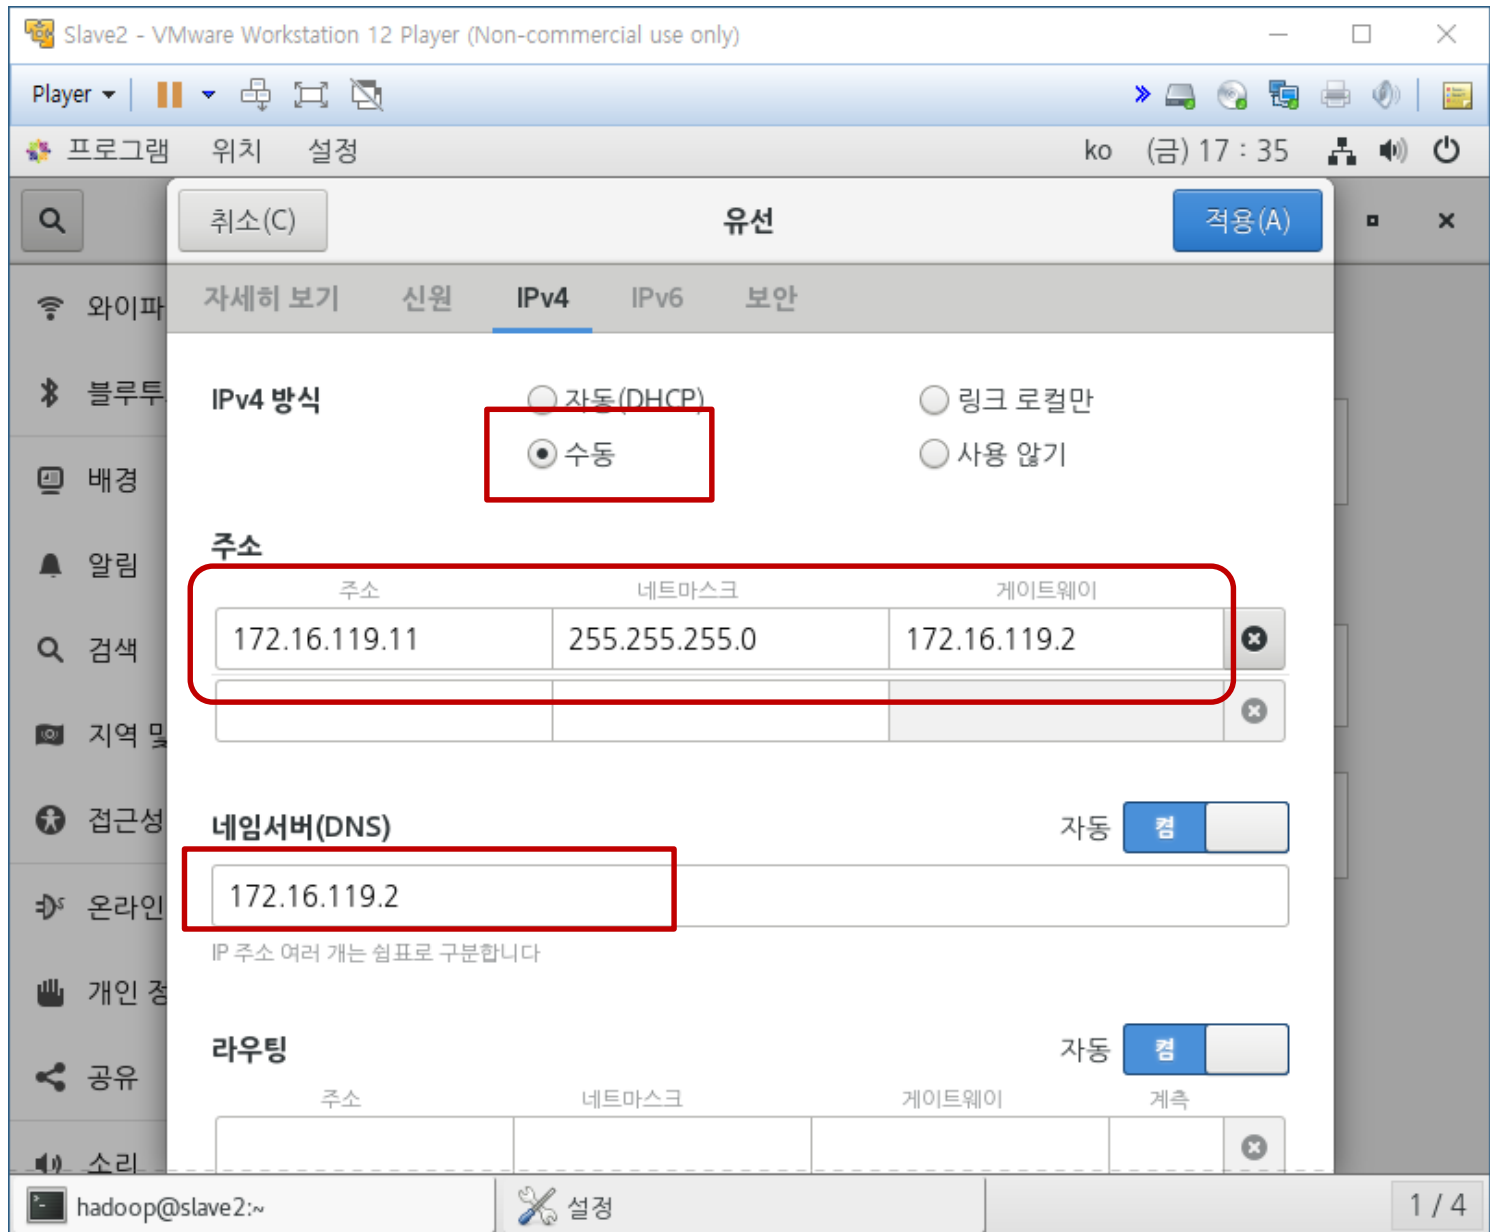 Slave2 - VMware Workstation 12 Player (Non-commercial use only)
Player
프로그램 위치 설정 ko (금) 17 : 35
취소(C) 유선 적용(A)
와이파
블루투
배경
알림
검색
지역 및
접근성
온라인
개인 정
공유
소리
자세히 보기 신원 IPv4 IPv6 보안
IPv4 방식
자동(DHCP) 링크 로컬만
수동 사용 않기
주소
주소 네트마스크 게이트웨이
172.16.119.11 255.255.255.0 172.16.119.2
네임서버(DNS) 자동 켬
172.16.119.2
IP 주소 여러 개는 쉼표로 구분합니다
라우팅 자동 켬
주소 네트마스크 게이트웨이 계측
hadoop@slave2:~ 설정 1 / 4